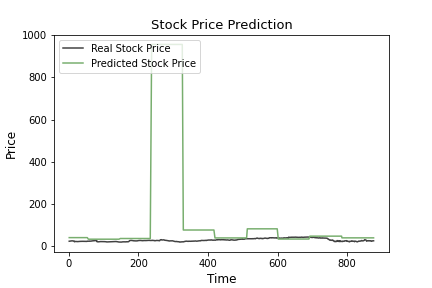 Stock Price Prediction
Real Stock Price
Predicted Stock Price
1000
800
600
400
200
0
Price
0 200 400 600 800
Time